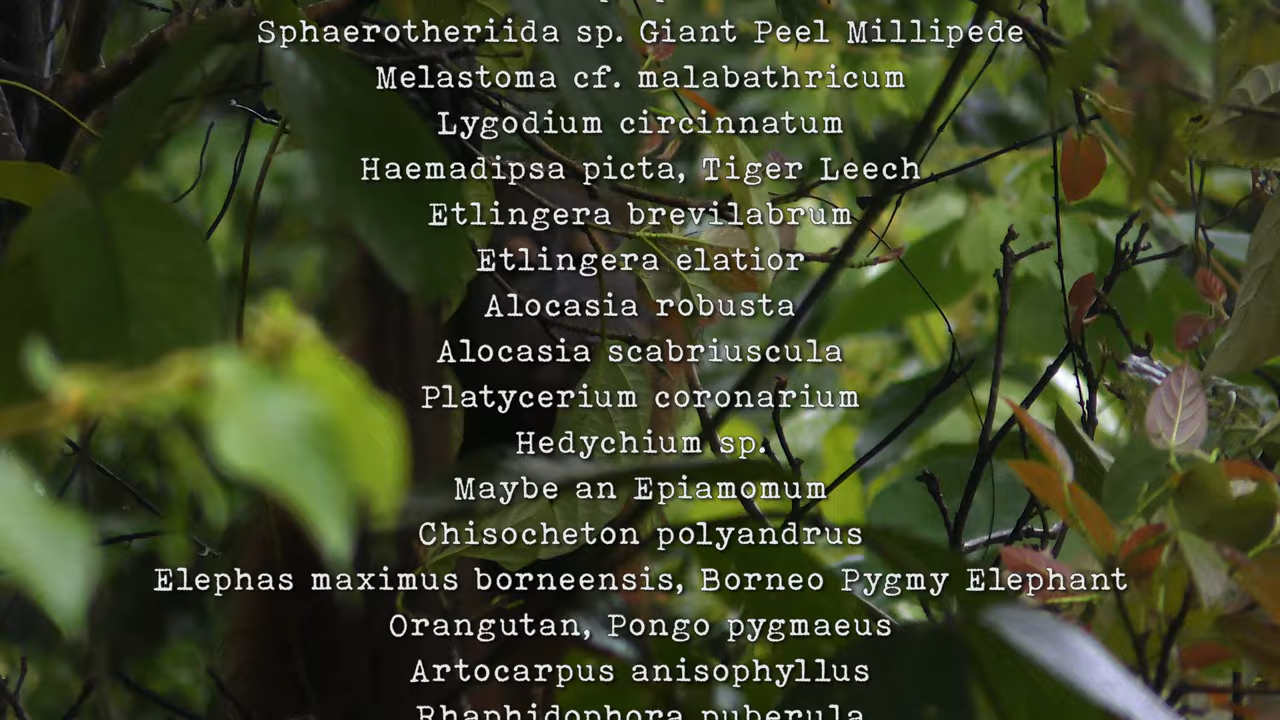 Sphaerotheriida sp. Giant Peel Millipede
Melastoma cf. malabathricum
Lygodium circinnatum
Haemadipsa picta, Tiger Leech
Etlingera brevilabrum
Etlingera elatior
Alocasia robusta
Alocasia scabriuscula
Platycerium coronarium
Hedychium sp.
Maybe an Epiamomum
Chisocheton polyandrus
Elephas maximus borneensis, Borneo Pygmy Elephant
Orangutan, Pongo pygmaeus
Artocarpus anisophyllus
Rhaphidophora puberula